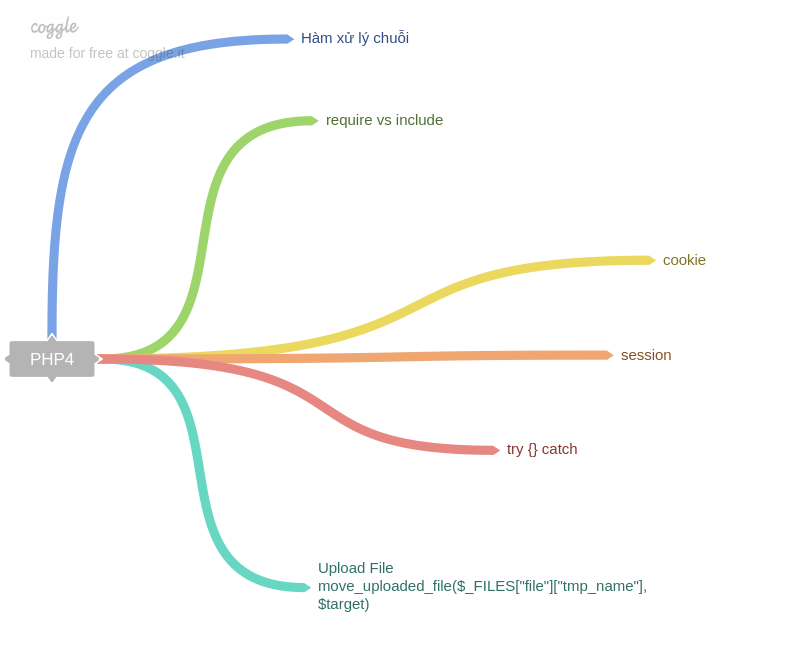 coggle
made for free at coggle.it
Hàm xử lý chuỗi
require vs include
cookie
PHP4
session
try {} catch
Upload File
move_uploaded_file($_FILES["file"]["tmp_name"],
$target)